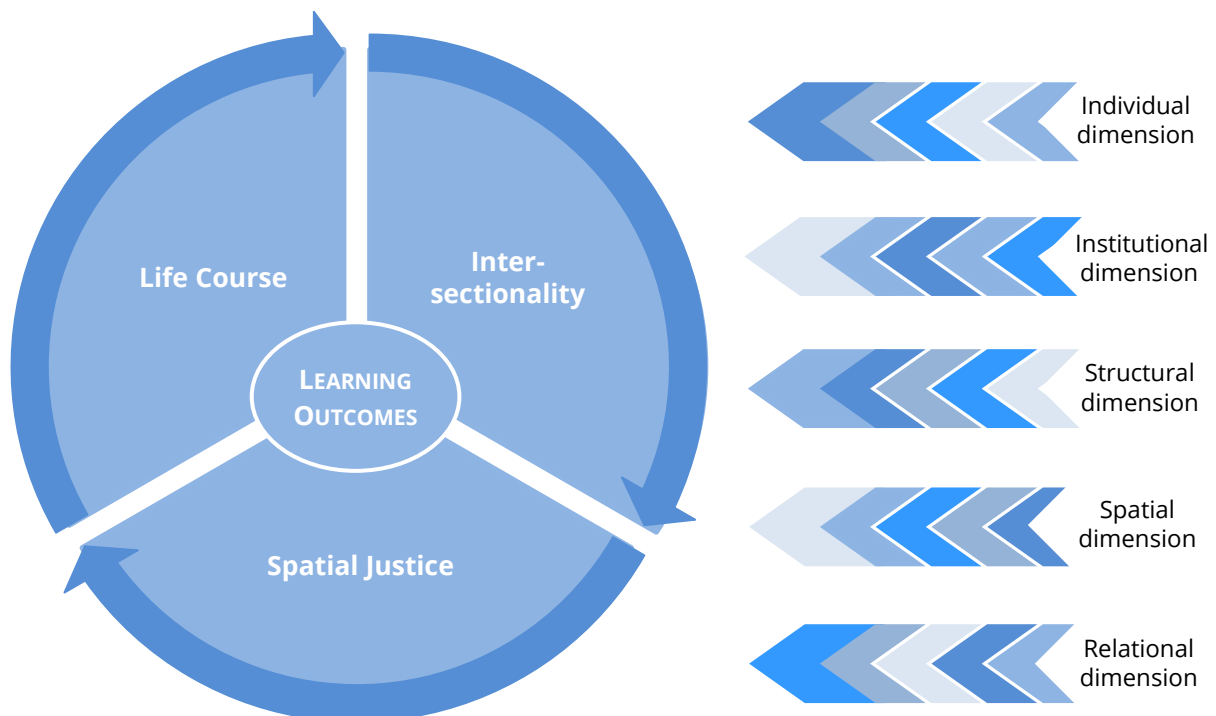 Life Course
Inter-
sectionality
LEARNING
OUTCOMES
Spatial Justice
Individual
dimension
Institutional
dimension
Structural
dimension
Spatial
dimension
Relational
dimension